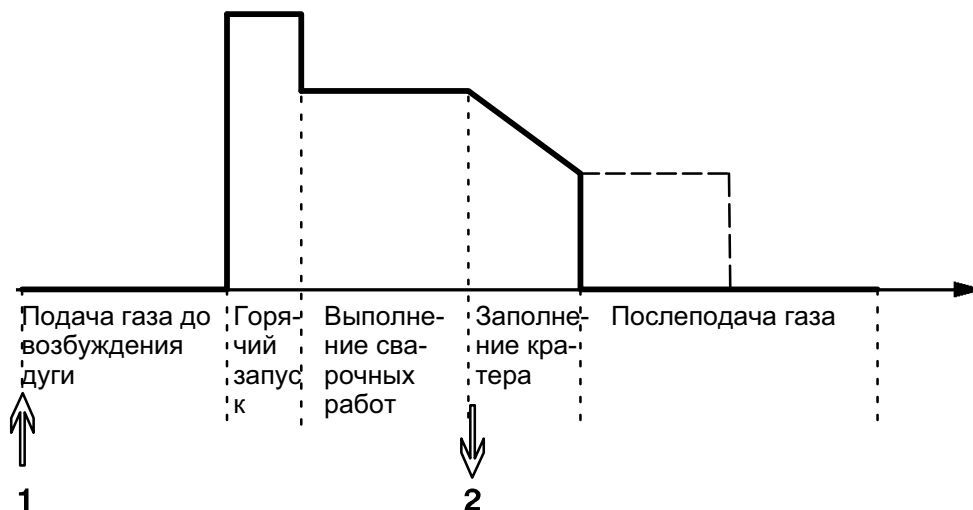 Подача газа до
возбуждения
дуги
Горя-
чий
запус
к
Выполне-
ние сва-
рочных
работ
Заполне-
ние кра-
тера
Послеподача газа
1
2